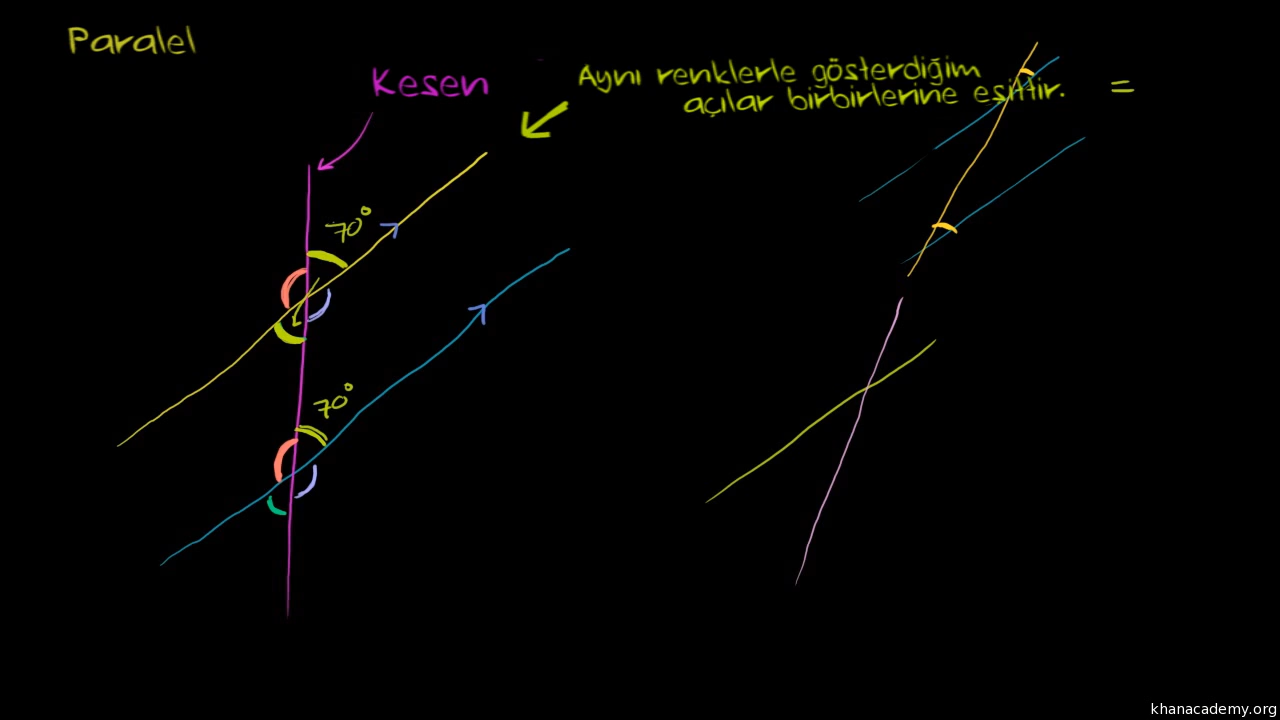 Paralel
Kesen
Aynı renklerle gösterdiğim
açılar birbirlerine eşittir. =
70°
70°
khanacademy.org